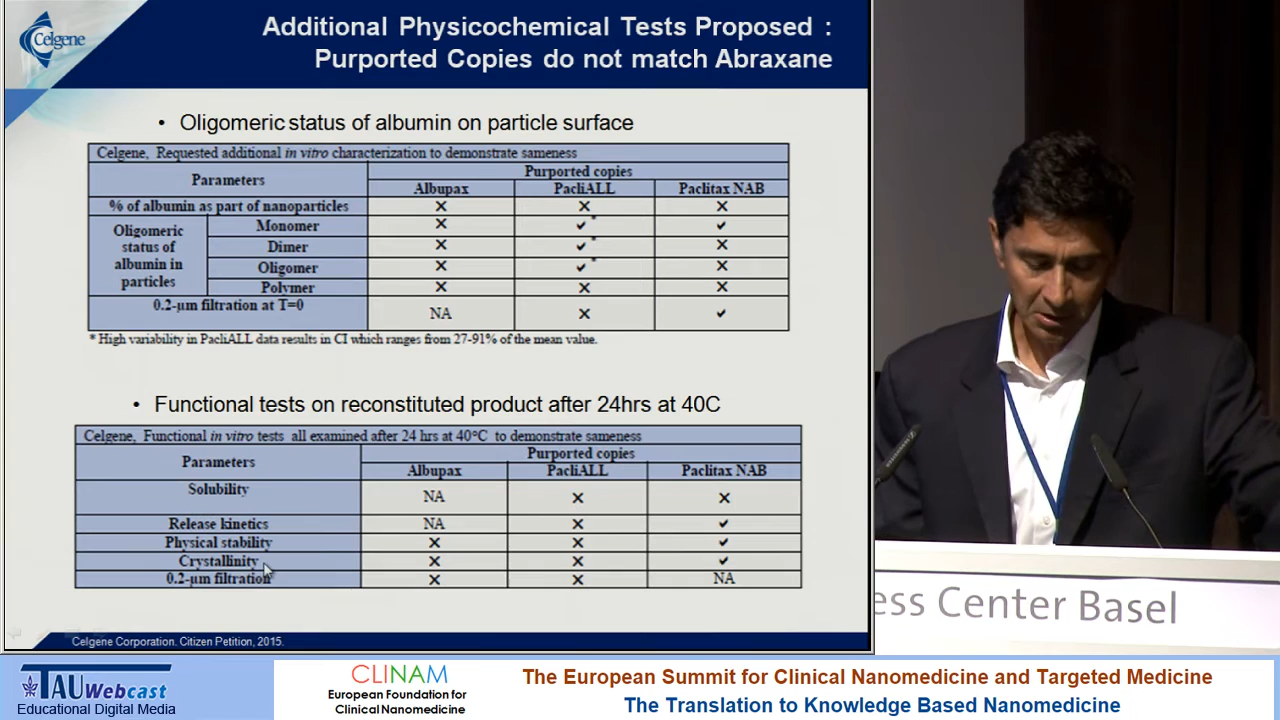 Celgene
Additional Physicochemical Tests Proposed :
Purported Copies do not match Abraxane
• Oligomeric status of albumin on particle surface
Celgene, Requested additional in vitro characterization to demonstrate sameness
Parameters
Purported copies
Albupax PacliALL Paclitax NAB
% of albumin as part of nanoparticles × × ×
Oligomeric status of albumin in particles
Monomer × ✓* ✓
Dimer × ✓* ×
Oligomer × ✓* ×
Polymer × × ×
0.2-µm filtration at T=0 NA × ✓
* High variability in PacliALL data results in CI which ranges from 27-91% of the mean value.
• Functional tests on reconstituted product after 24hrs at 40C
Celgene, Functional in vitro tests all examined after 24 hrs at 40°C to demonstrate sameness
Parameters
Purported copies
Albupax PacliALL Paclitax NAB
Solubility NA × ×
Release kinetics NA × ✓
Physical stability × × ✓
Crystallinity × × ✓
0.2-µm filtration × × NA
Celgene Corporation. Citizen Petition, 2015.
ess Center Basel
TAU Webcast
Educational Digital Media
CLINAM
European Foundation for
Clinical Nanomedicine
The European Summit for Clinical Nanomedicine and Targeted Medicine
The Translation to Knowledge Based Nanomedicine